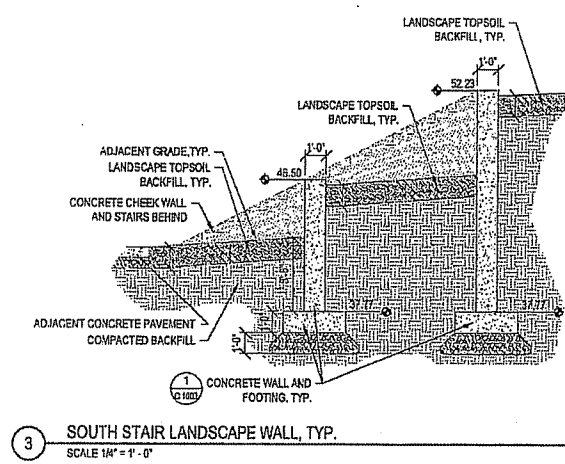 LANDSCAPE TOPSOIL
BACKFILL, TYP.
1'-0"
52.23
LANDSCAPE TOPSOIL
BACKFILL, TYP.
ADJACENT GRADE, TYP.
LANDSCAPE TOPSOIL
BACKFILL, TYP.
1'-0"
46.50
CONCRETE CHEEK WALL
AND STAIRS BEHIND
37.77
37.77
ADJACENT CONCRETE PAVEMENT
COMPACTED BACKFILL
1'-0"
1
CONCRETE WALL AND
FOOTING, TYP.
3
SOUTH STAIR LANDSCAPE WALL, TYP.
SCALE 1/4" = 1' - 0"